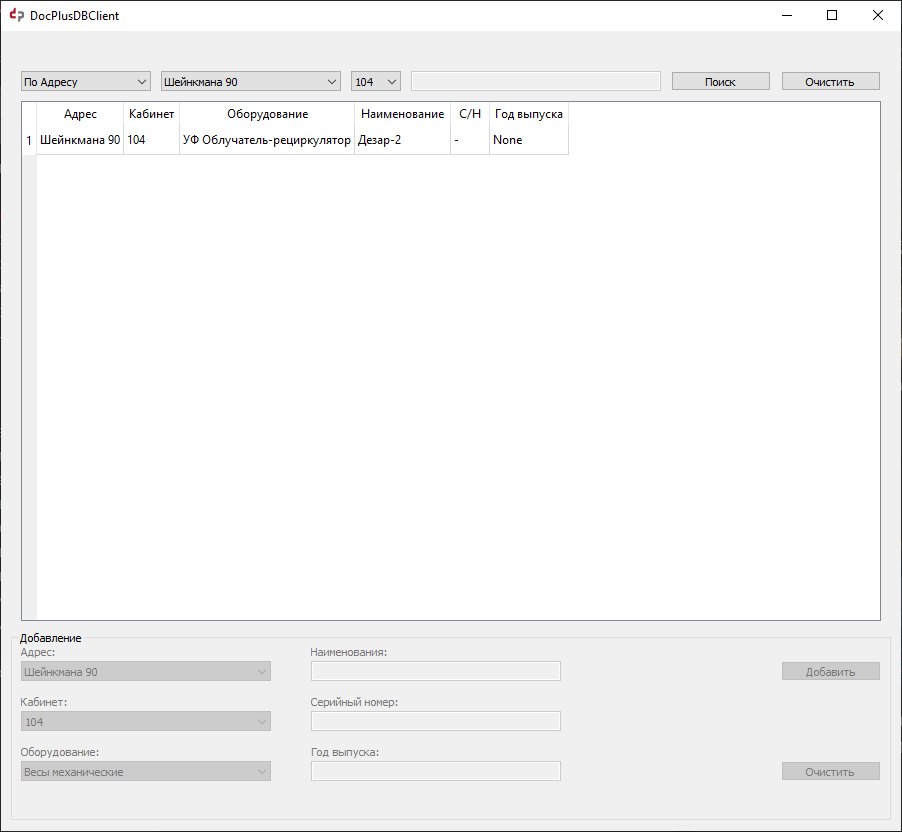 DocPlusDBClient
По Адресу Шейнкмана 90 104 Поиск Очистить
Адрес Кабинет Оборудование Наименование С/Н Год выпуска
1 Шейнкмана 90 104 УФ Облучатель-рециркулятор Дезар-2 - None
Добавление
Адрес: Наименования:
Шейнкмана 90 Добавить
Кабинет: Серийный номер:
104
Оборудование: Год выпуска:
Весы механические Очистить